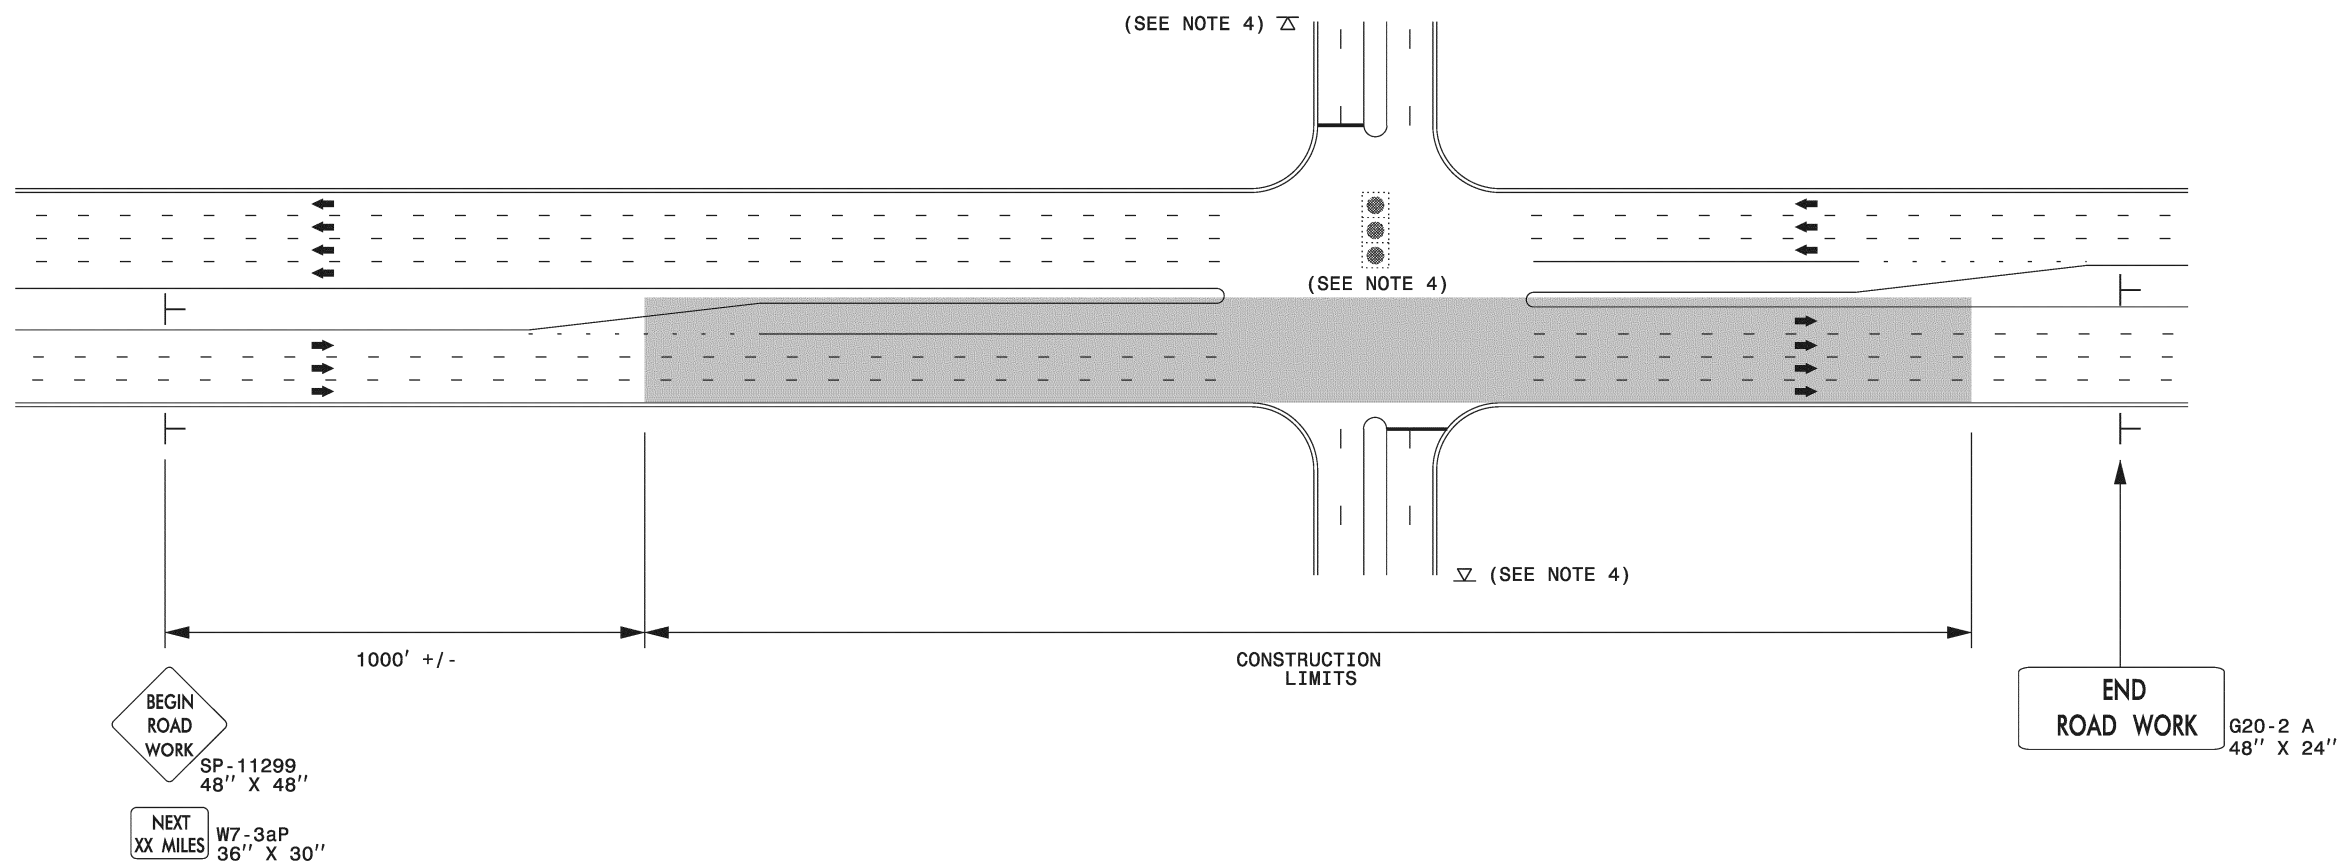 (SEE NOTE 4)
(SEE NOTE 4)
(SEE NOTE 4)
1000' +/-
CONSTRUCTION
LIMITS
BEGIN
ROAD
WORK
SP-11299
48'' X 48''
NEXT
XX MILES
W7-3aP
36'' X 30''
END
ROAD WORK
G20-2 A
48'' X 24''